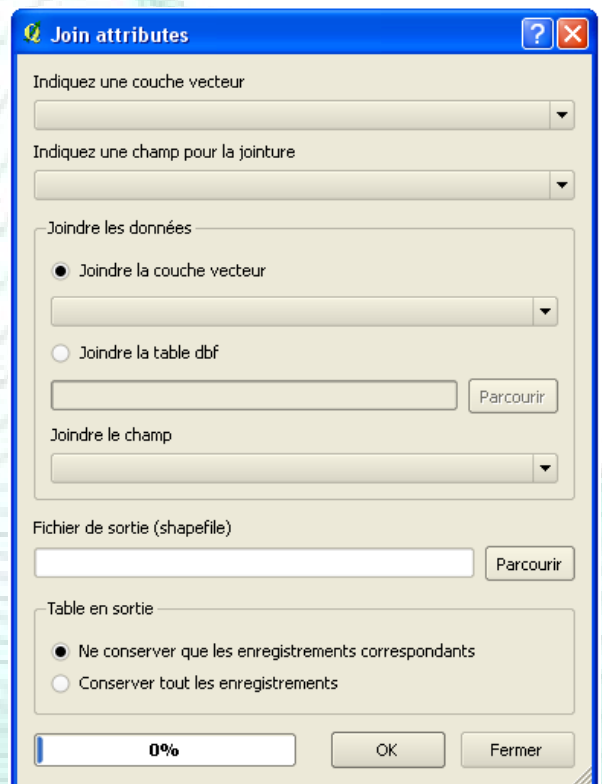 Join attributes
Indiquez une couche vecteur
Indiquez une champ pour la jointure
Joindre les données
Joindre la couche vecteur
Joindre la table dbf
Parcourir
Joindre le champ
Fichier de sortie (shapefile)
Parcourir
Table en sortie
Ne conserver que les enregistrements correspondants
Conserver tout les enregistrements
0% OK Fermer